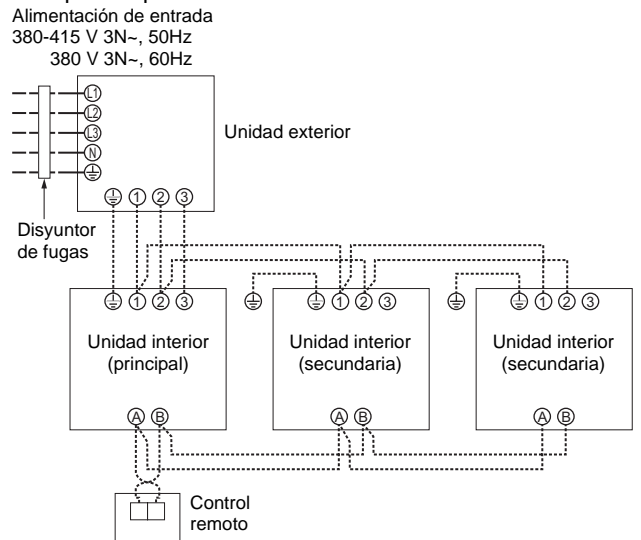 Alimentación de entrada
380-415 V 3N~, 50Hz
380 V 3N~, 60Hz
L1
L2
L3
N
Unidad exterior
1 2 3
Disyuntor
de fugas
1 2 3
1 2 3
1 2 3
Unidad interior
(principal)
Unidad interior
(secundaria)
Unidad interior
(secundaria)
A B
A B
A B
Control
remoto